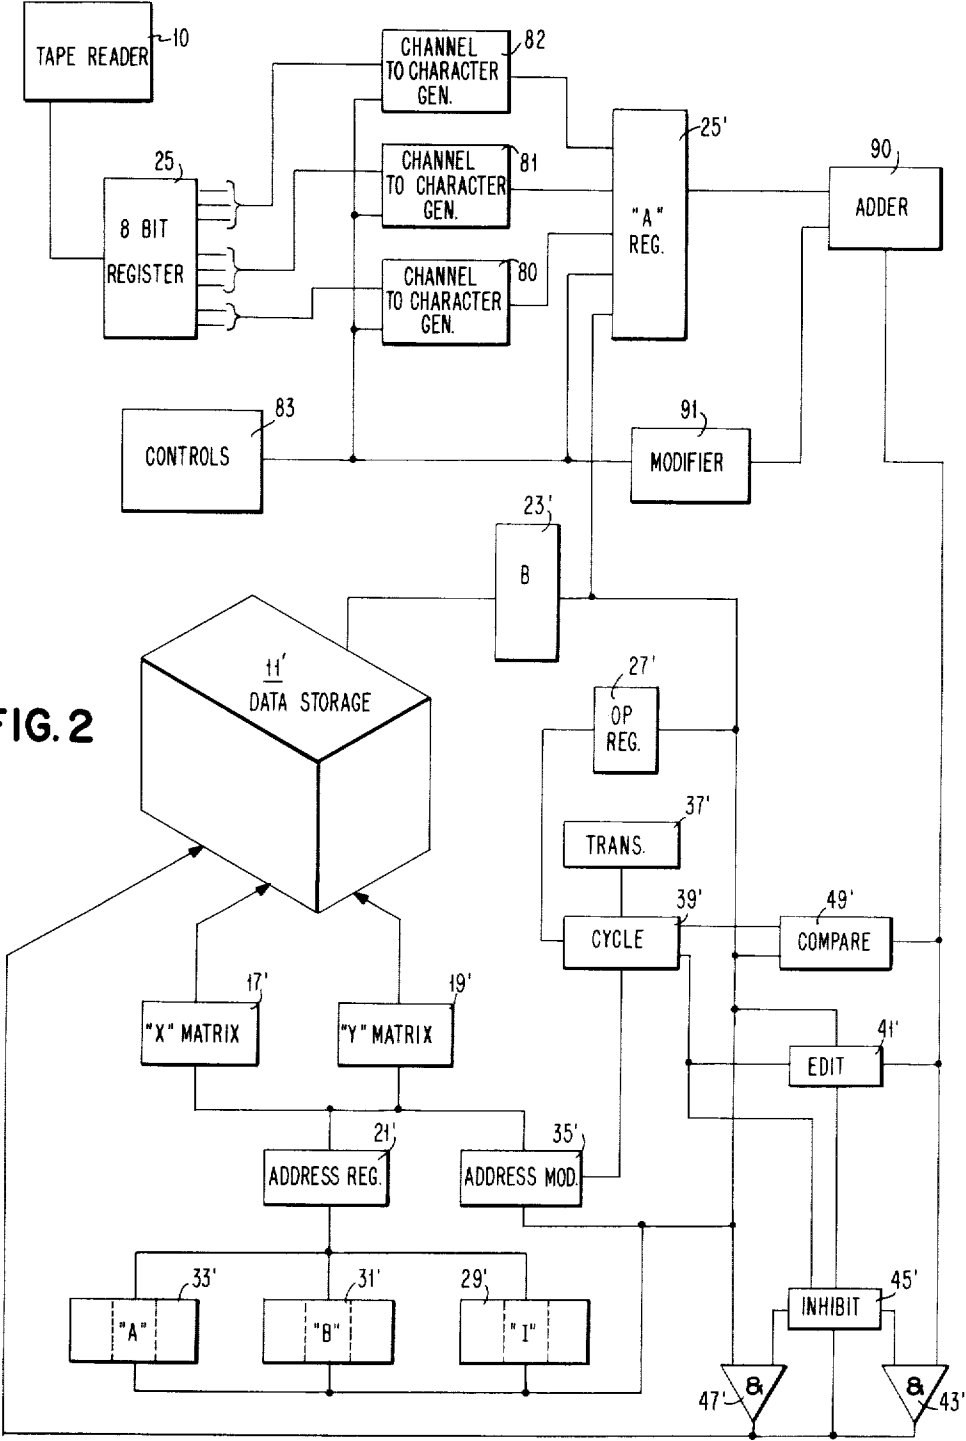 TAPE READER
10
CHANNEL
TO CHARACTER
GEN.
82
25
8 BIT
REGISTER
CHANNEL
TO CHARACTER
GEN.
81
CHANNEL
TO CHARACTER
GEN.
80
25'
"A"
REG.
90
ADDER
83
CONTROLS
91
MODIFIER
23'
B
11'
DATA STORAGE
FIG. 2
27'
OP
REG.
37'
TRANS.
39'
CYCLE
49'
COMPARE
17'
"X" MATRIX
19'
"Y" MATRIX
41'
EDIT
21'
ADDRESS REG.
35'
ADDRESS MOD.
33'
"A"
31'
"B"
29'
"I"
45'
INHIBIT
&
47'
&
43'